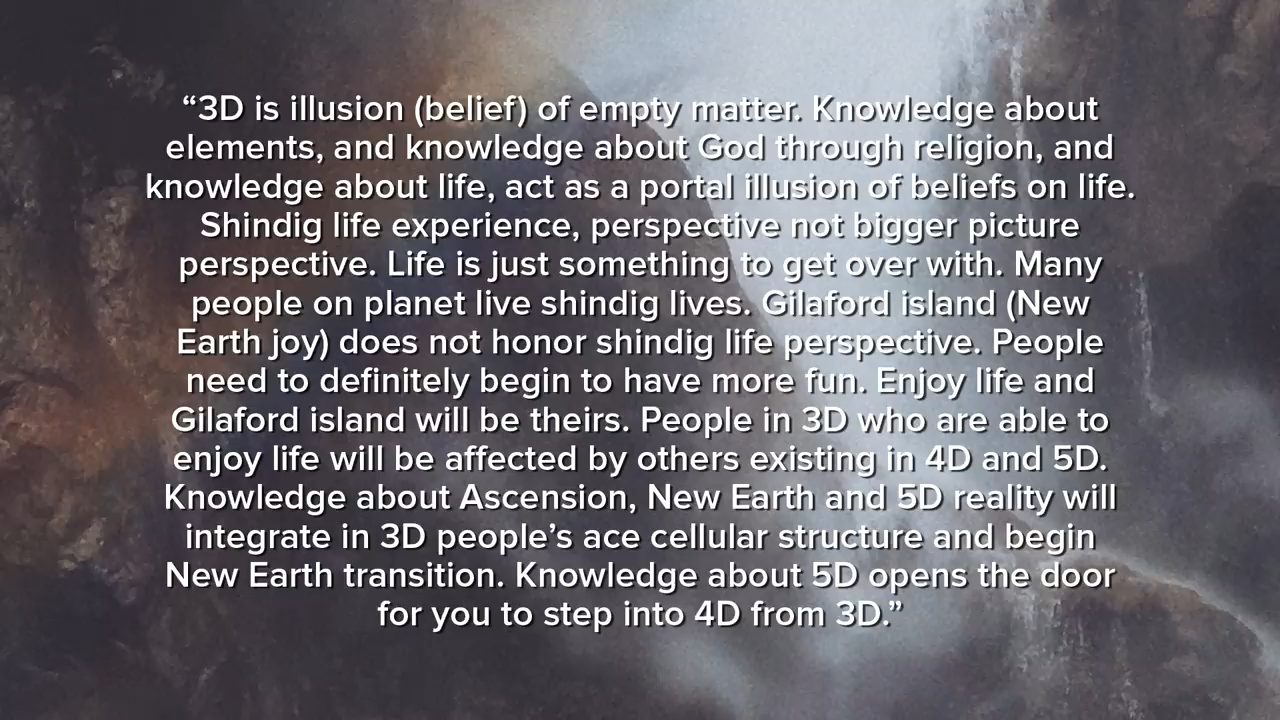 “3D is illusion (belief) of empty matter. Knowledge about
elements, and knowledge about God through religion, and
knowledge about life, act as a portal illusion of beliefs on life.
Shindig life experience, perspective not bigger picture
perspective. Life is just something to get over with. Many
people on planet live shindig lives. Gilaford island (New
Earth joy) does not honor shindig life perspective. People
need to definitely begin to have more fun. Enjoy life and
Gilaford island will be theirs. People in 3D who are able to
enjoy life will be affected by others existing in 4D and 5D.
Knowledge about Ascension, New Earth and 5D reality will
integrate in 3D people’s ace cellular structure and begin
New Earth transition. Knowledge about 5D opens the door
for you to step into 4D from 3D.”